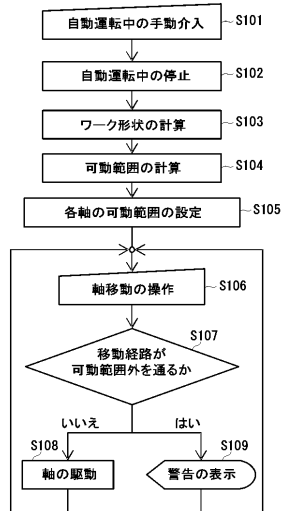 自動運転中の手動介入
S101
自動運転中の停止
S102
ワーク形状の計算
S103
可動範囲の計算
S104
各軸の可動範囲の設定
S105
軸移動の操作
S106
S107
移動経路が
可動範囲外を通るか
いいえ
はい
S108
S109
軸の駆動
警告の表示